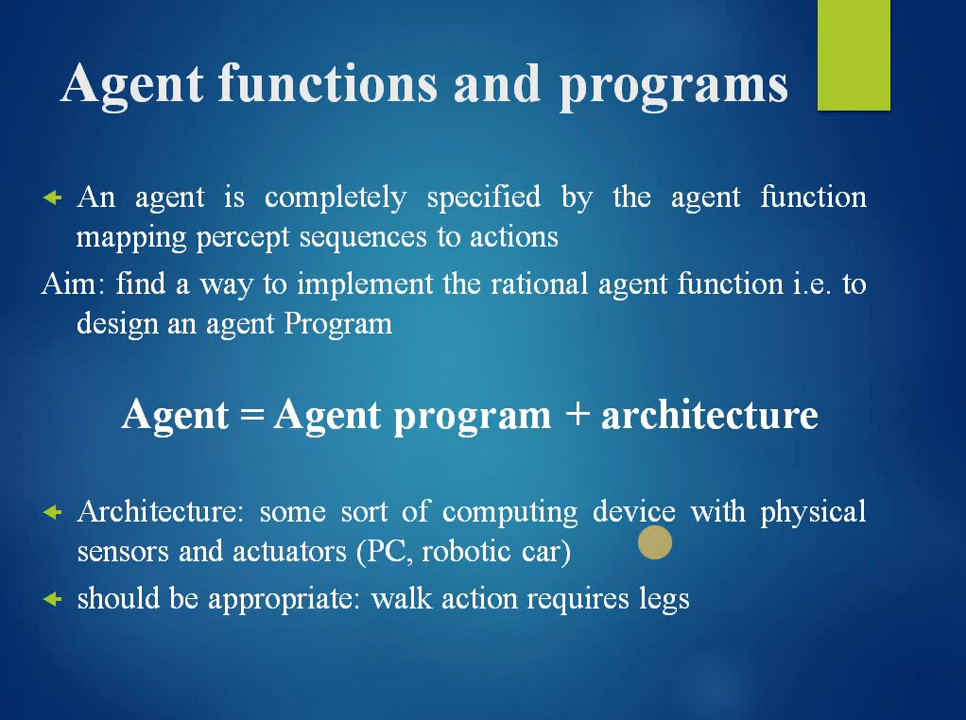 Agent functions and programs
An agent is completely specified by the agent function
mapping percept sequences to actions
Aim: find a way to implement the rational agent function i.e. to
design an agent Program
Agent = Agent program + architecture
Architecture: some sort of computing device with physical
sensors and actuators (PC, robotic car)
should be appropriate: walk action requires legs